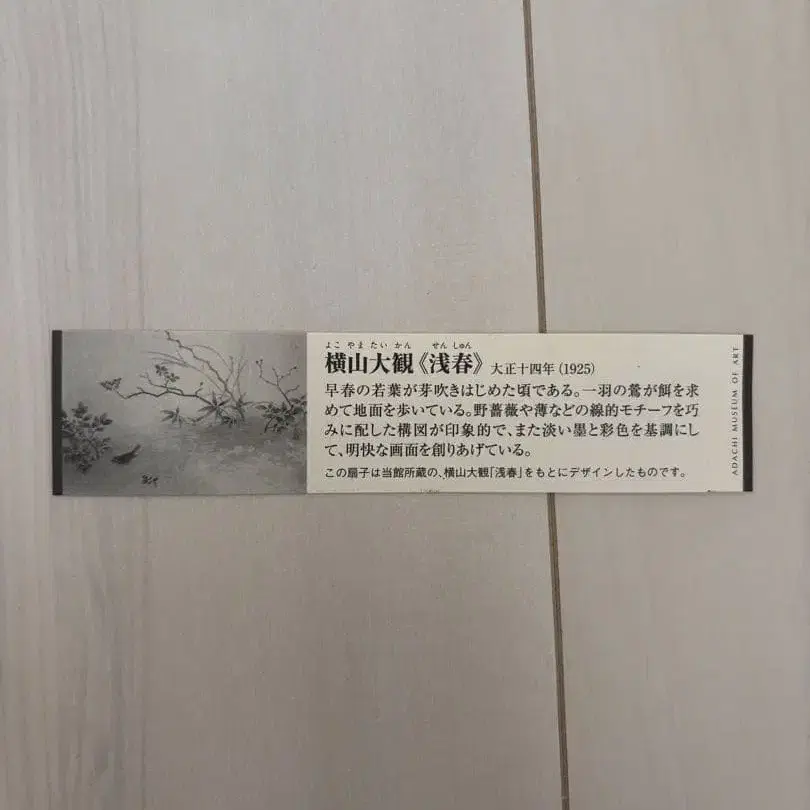 よこ やま たい かん せん しゅん
横山大観《浅春》 大正十四年(1925)
早春の若葉が芽吹きはじめた頃である。一羽の鶯が餌を求
めて地面を歩いている。野薔薇や薄などの線的モチーフを巧
みに配した構図が印象的で、また淡い墨と彩色を基調にし
て、明快な画面を創りあげている。
この扇子は当館所蔵の、横山大観「浅春」をもとにデザインしたものです。
ADACHI MUSEUM OF ART